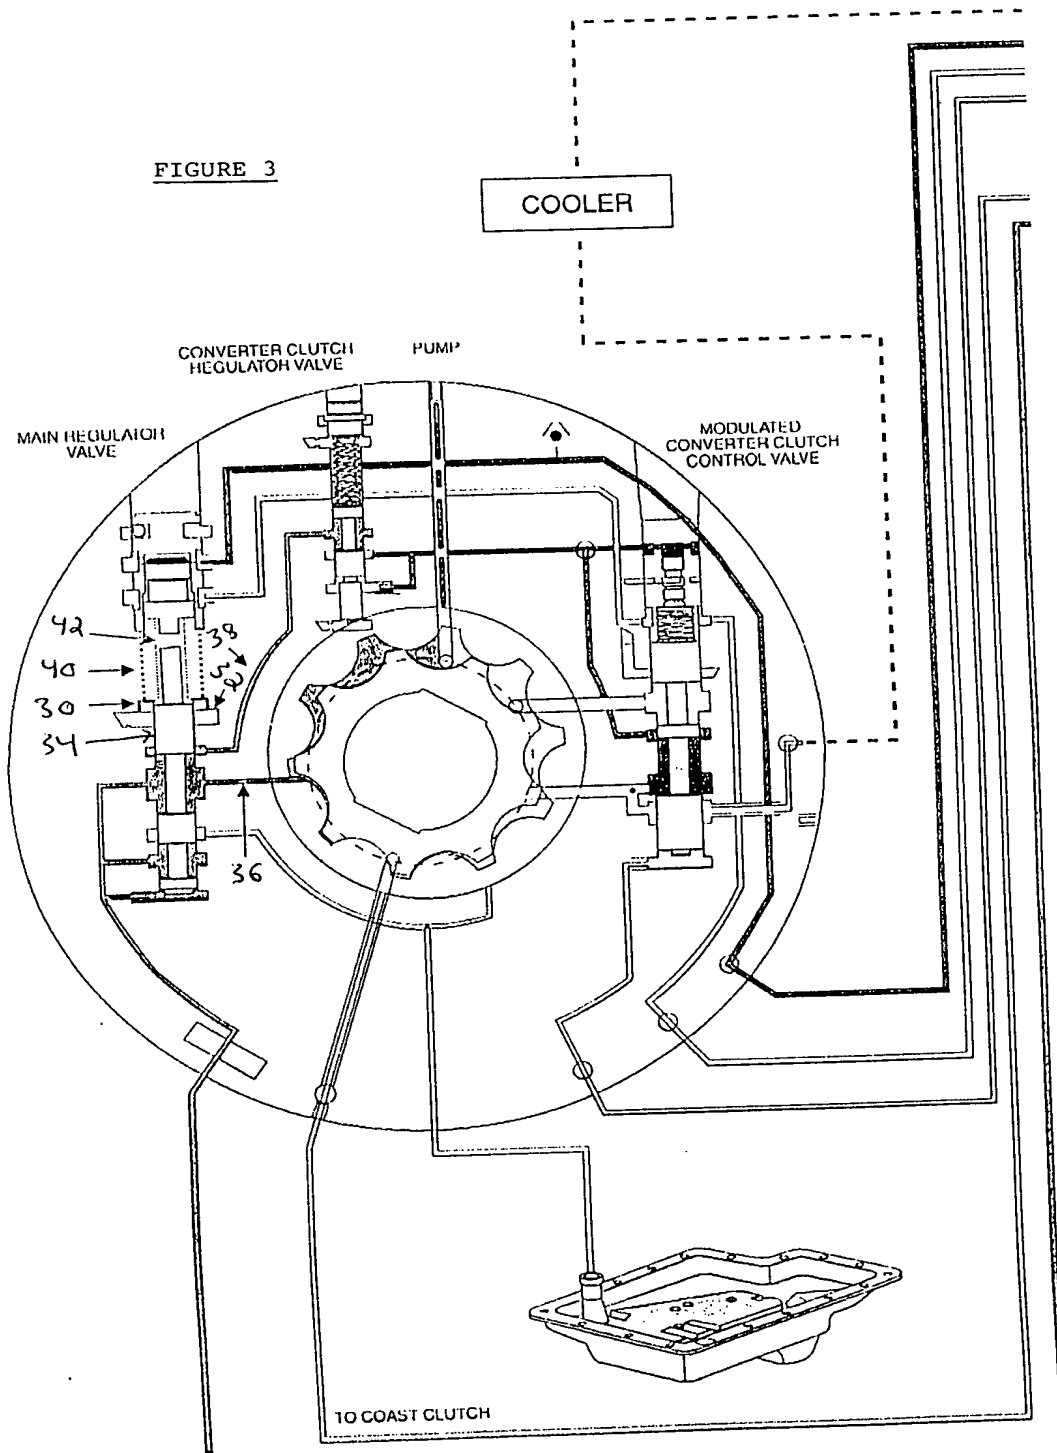 FIGURE 3
COOLER
CONVERTER CLUTCH
REGULATOR VALVE
PUMP
MAIN REGULATOR
VALVE
MODULATED
CONVERTER CLUTCH
CONTROL VALVE
42
38
40
32
30
34
36
TO COAST CLUTCH